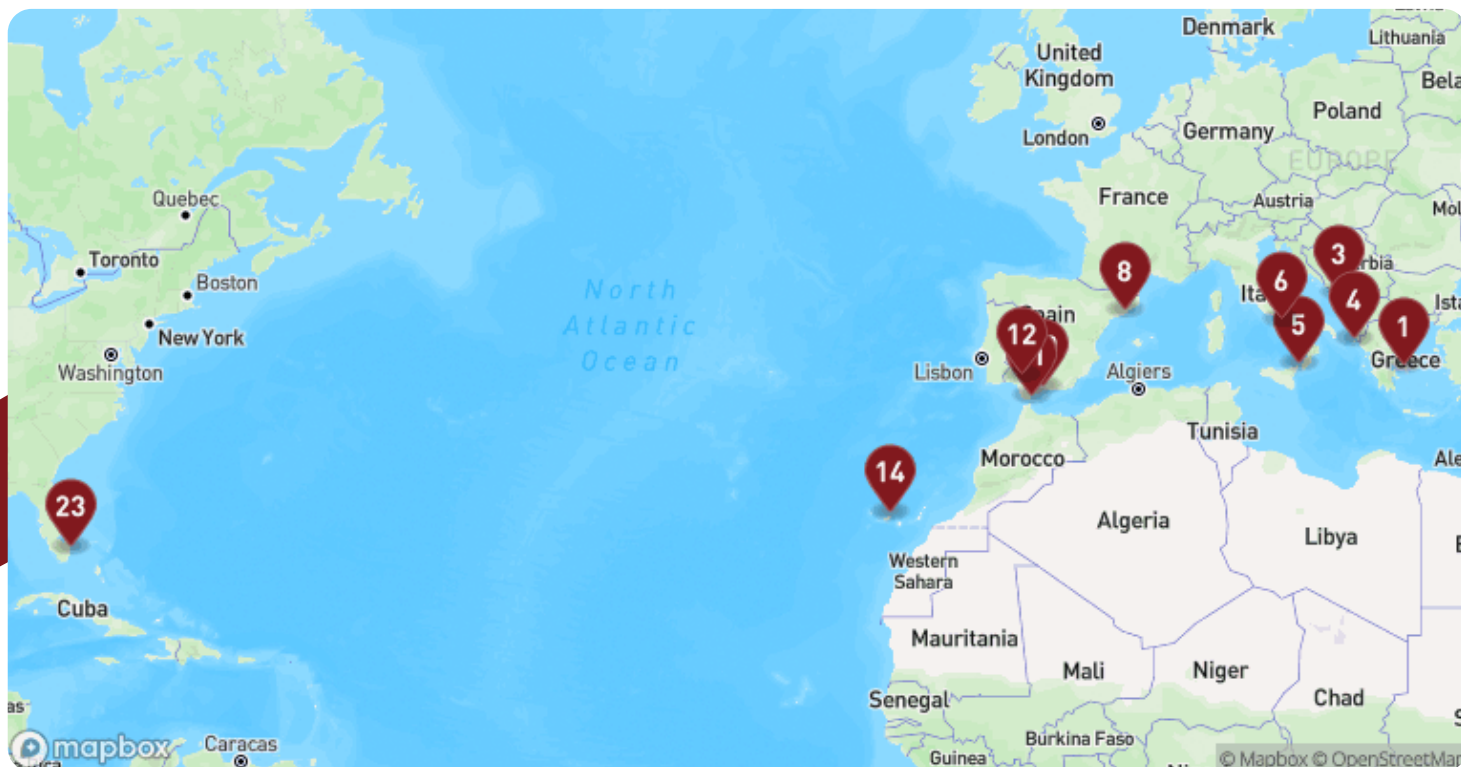 Denmark
Lithuania
United
Kingdom
Bela
Poland
London
Germany
EUROPE
France
Quebec
Austria
Mol
Toronto
Boston
3
rbia
8
6
North
Atlantic
Ocean
Ita
4
Ista
New York
12
Spain
5
1
Washington
Lisbon
Algiers
Greece
Tunisia
Morocco
Ale
14
23
Algeria
Libya
Western
Sahara
Cuba
Mauritania
Mali
Niger
Chad
Senegal
as
mapbox
Caracas
Burkina Faso
Guinea
© Mapbox © OpenStreetMap